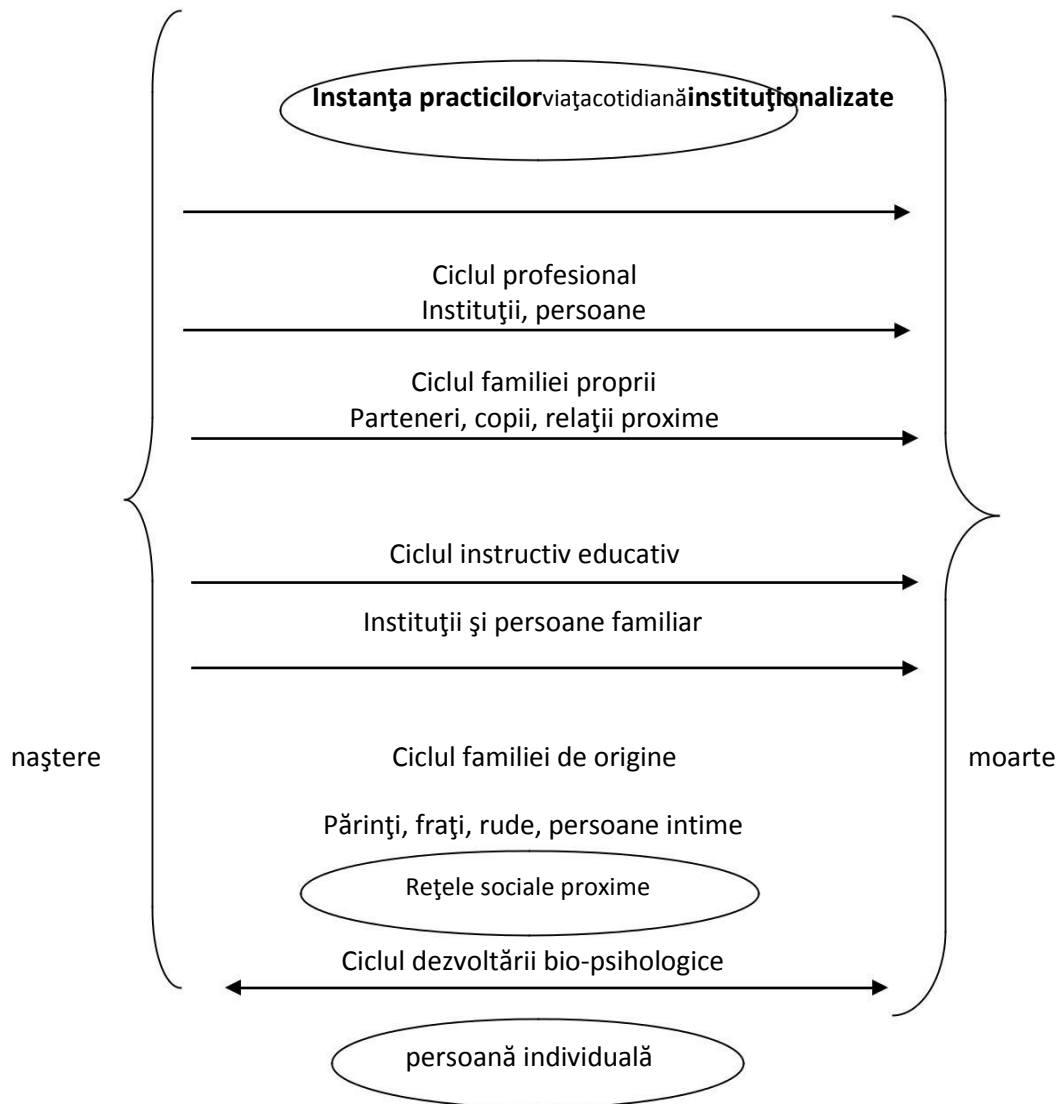 Instanţa practicilorviaţacotidianăinstituţionalizate
Ciclul profesional
Instituţii, persoane
Ciclul familiei proprii
Parteneri, copii, relaţii proxime
Ciclul instructiv educativ
Instituţii şi persoane familiar
naştere
Ciclul familiei de origine
moarte
Părinţi, fraţi, rude, persoane intime
Reţele sociale proxime
Ciclul dezvoltării bio-psihologice
persoană individuală